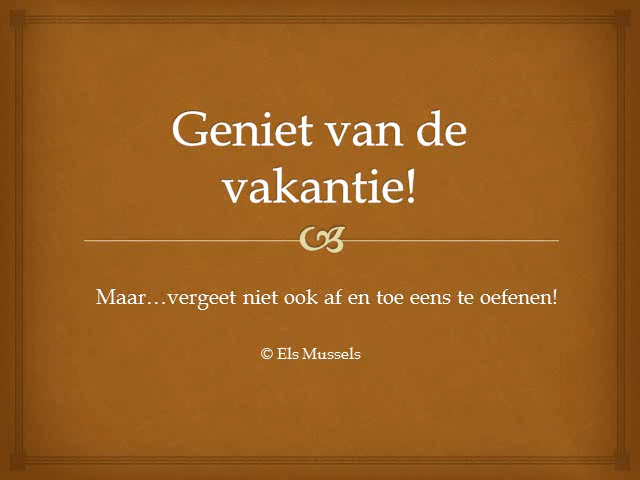 Geniet van de
vakantie!
Maar…vergeet niet ook af en toe eens te oefenen!
© Els Mussels